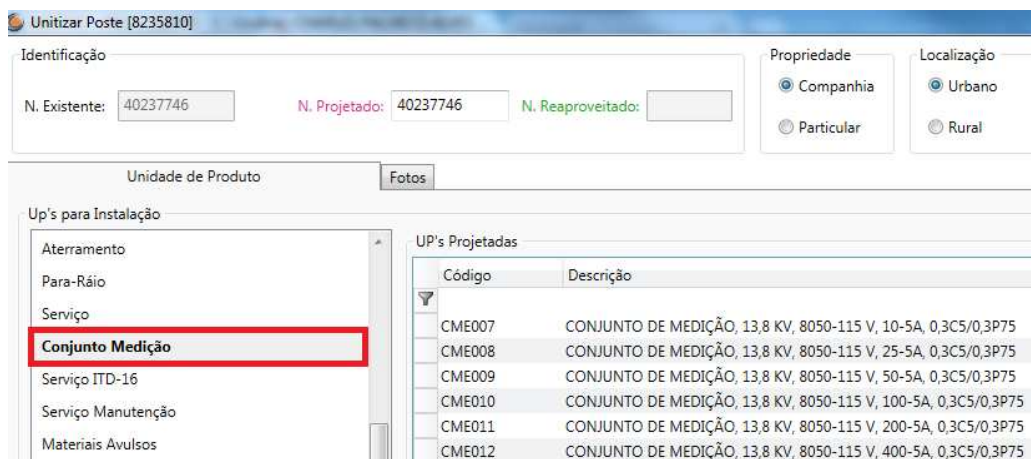 Unitizar Poste [8235810]
Identificação
Propriedade
Localização
N. Existente: 40237746 N. Projetado: 40237746 N. Reaproveitado:
Companhia
Particular
Urbano
Rural
Unidade de Produto
Fotos
Up's para Instalação
Aterramento
Para-Ráio
Serviço
Conjunto Medição
Serviço ITD-16
Serviço Manutenção
Materiais Avulsos
UP's Projetadas
Código Descrição
CME007 CONJUNTO DE MEDIÇÃO, 13,8 KV, 8050-115 V, 10-5A, 0,3C5/0,3P75
CME008 CONJUNTO DE MEDIÇÃO, 13,8 KV, 8050-115 V, 25-5A, 0,3C5/0,3P75
CME009 CONJUNTO DE MEDIÇÃO, 13,8 KV, 8050-115 V, 50-5A, 0,3C5/0,3P75
CME010 CONJUNTO DE MEDIÇÃO, 13,8 KV, 8050-115 V, 100-5A, 0,3C5/0,3P75
CME011 CONJUNTO DE MEDIÇÃO, 13,8 KV, 8050-115 V, 200-5A, 0,3C5/0,3P75
CME012 CONJUNTO DE MEDIÇÃO, 13,8 KV, 8050-115 V, 400-5A, 0,3C5/0,3P75